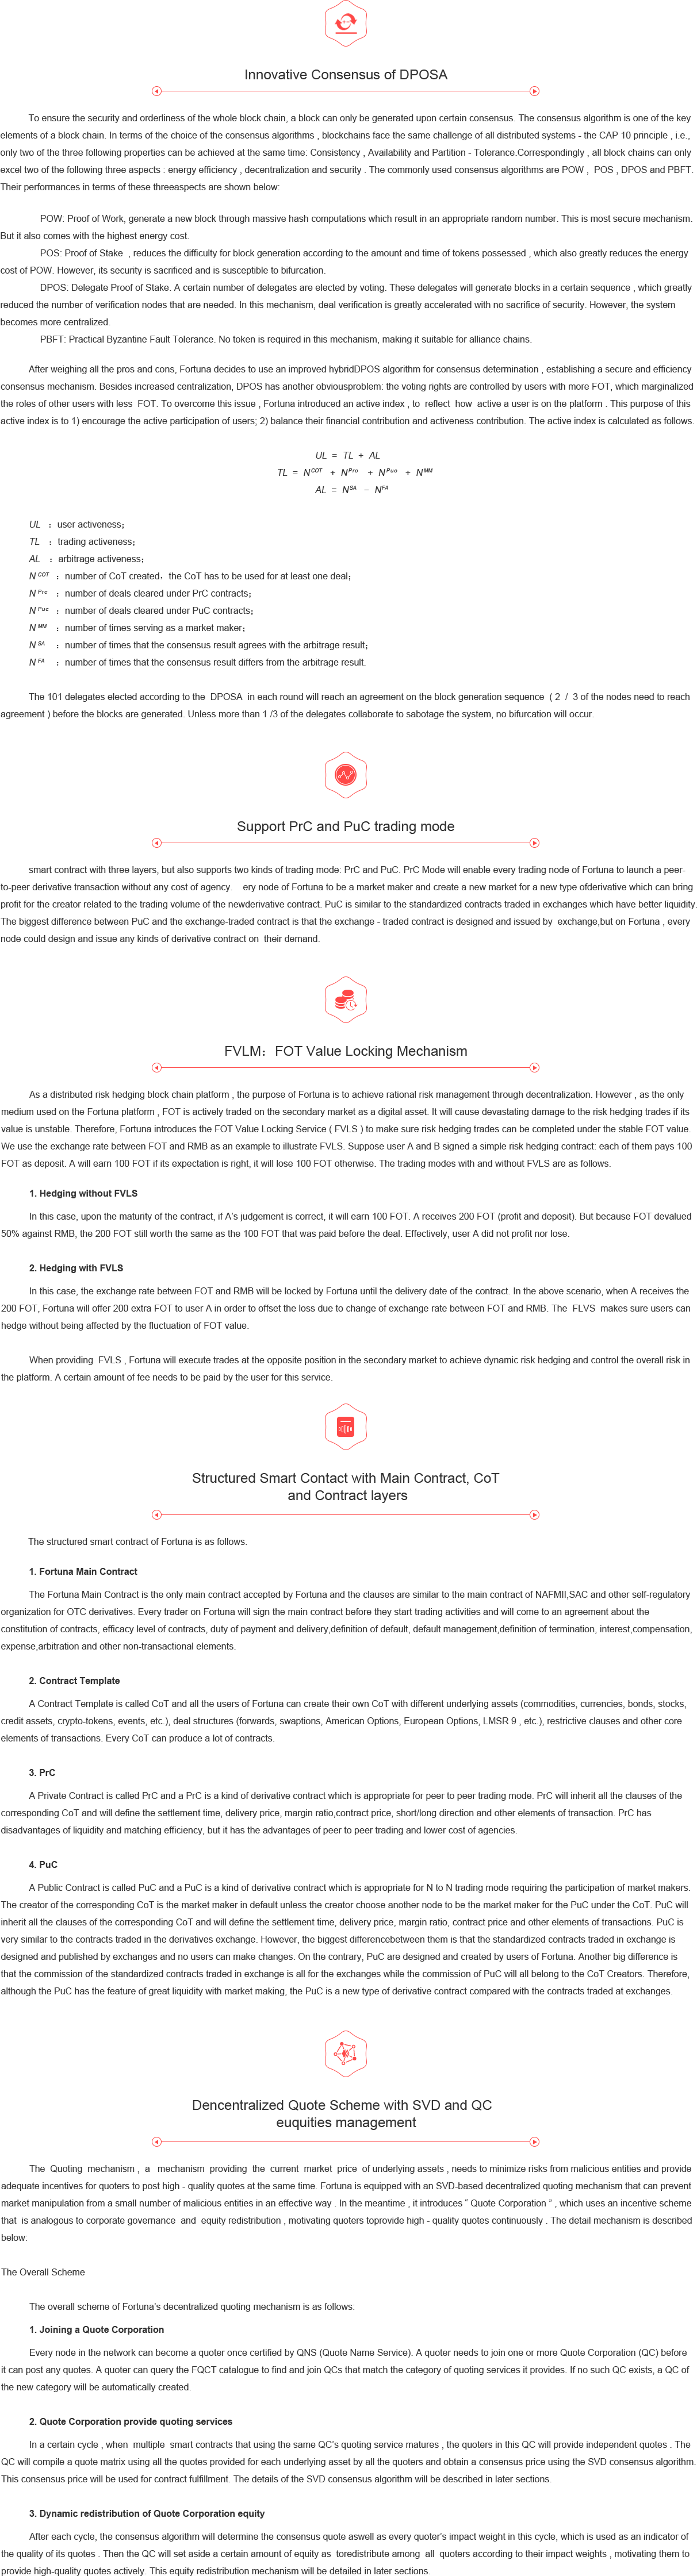 Innovative Consensus of DPOSA
To ensure the security and orderliness of the whole block chain, a block can only be generated upon certain consensus. The consensus algorithm is one of the key
elements of a block chain. In terms of the choice of the consensus algorithms , blockchains face the same challenge of all distributed systems - the CAP 10 principle , i.e.,
only two of the three following properties can be achieved at the same time: Consistency , Availability and Partition - Tolerance.Correspondingly , all block chains can only
excel two of the following three aspects : energy efficiency , decentralization and security . The commonly used consensus algorithms are POW , POS , DPOS and PBFT.
Their performances in terms of these threeaspects are shown below:
POW: Proof of Work, generate a new block through massive hash computations which result in an appropriate random number. This is most secure mechanism.
But it also comes with the highest energy cost.
POS: Proof of Stake , reduces the difficulty for block generation according to the amount and time of tokens possessed , which also greatly reduces the energy
cost of POW. However, its security is sacrificed and is susceptible to bifurcation.
DPOS: Delegate Proof of Stake. A certain number of delegates are elected by voting. These delegates will generate blocks in a certain sequence , which greatly
reduced the number of verification nodes that are needed. In this mechanism, deal verification is greatly accelerated with no sacrifice of security. However, the system
becomes more centralized.
PBFT: Practical Byzantine Fault Tolerance. No token is required in this mechanism, making it suitable for alliance chains.
After weighing all the pros and cons, Fortuna decides to use an improved hybridDPOS algorithm for consensus determination , establishing a secure and efficiency
consensus mechanism. Besides increased centralization, DPOS has another obviousproblem: the voting rights are controlled by users with more FOT, which marginalized
the roles of other users with less FOT. To overcome this issue , Fortuna introduced an active index , to reflect how active a user is on the platform . This purpose of this
active index is to 1) encourage the active participation of users; 2) balance their financial contribution and activeness contribution. The active index is calculated as follows.
UL = TL + AL
TL = N^COT + N^Prc + N^Puc + N^MM
AL = N^SA − N^FA
UL ：user activeness；
TL ：trading activeness；
AL ：arbitrage activeness；
N^COT ：number of CoT created，the CoT has to be used for at least one deal；
N^Prc ：number of deals cleared under PrC contracts；
N^Puc ：number of deals cleared under PuC contracts；
N^MM ：number of times serving as a market maker；
N^SA ：number of times that the consensus result agrees with the arbitrage result；
N^FA ：number of times that the consensus result differs from the arbitrage result.
The 101 delegates elected according to the DPOSA in each round will reach an agreement on the block generation sequence ( 2 / 3 of the nodes need to reach
agreement ) before the blocks are generated. Unless more than 1 /3 of the delegates collaborate to sabotage the system, no bifurcation will occur.
Support PrC and PuC trading mode
smart contract with three layers, but also supports two kinds of trading mode: PrC and PuC. PrC Mode will enable every trading node of Fortuna to launch a peer-
to-peer derivative transaction without any cost of agency. ery node of Fortuna to be a market maker and create a new market for a new type ofderivative which can bring
profit for the creator related to the trading volume of the newderivative contract. PuC is similar to the standardized contracts traded in exchanges which have better liquidity.
The biggest difference between PuC and the exchange-traded contract is that the exchange - traded contract is designed and issued by exchange,but on Fortuna , every
node could design and issue any kinds of derivative contract on their demand.
FVLM：FOT Value Locking Mechanism
As a distributed risk hedging block chain platform , the purpose of Fortuna is to achieve rational risk management through decentralization. However , as the only
medium used on the Fortuna platform , FOT is actively traded on the secondary market as a digital asset. It will cause devastating damage to the risk hedging trades if its
value is unstable. Therefore, Fortuna introduces the FOT Value Locking Service ( FVLS ) to make sure risk hedging trades can be completed under the stable FOT value.
We use the exchange rate between FOT and RMB as an example to illustrate FVLS. Suppose user A and B signed a simple risk hedging contract: each of them pays 100
FOT as deposit. A will earn 100 FOT if its expectation is right, it will lose 100 FOT otherwise. The trading modes with and without FVLS are as follows.
1. Hedging without FVLS
In this case, upon the maturity of the contract, if A's judgement is correct, it will earn 100 FOT. A receives 200 FOT (profit and deposit). But because FOT devalued
50% against RMB, the 200 FOT still worth the same as the 100 FOT that was paid before the deal. Effectively, user A did not profit nor lose.
2. Hedging with FVLS
In this case, the exchange rate between FOT and RMB will be locked by Fortuna until the delivery date of the contract. In the above scenario, when A receives the
200 FOT, Fortuna will offer 200 extra FOT to user A in order to offset the loss due to change of exchange rate between FOT and RMB. The FLVS makes sure users can
hedge without being affected by the fluctuation of FOT value.
When providing FVLS , Fortuna will execute trades at the opposite position in the secondary market to achieve dynamic risk hedging and control the overall risk in
the platform. A certain amount of fee needs to be paid by the user for this service.
Structured Smart Contact with Main Contract, CoT
and Contract layers
The structured smart contract of Fortuna is as follows.
1. Fortuna Main Contract
The Fortuna Main Contract is the only main contract accepted by Fortuna and the clauses are similar to the main contract of NAFMII,SAC and other self-regulatory
organization for OTC derivatives. Every trader on Fortuna will sign the main contract before they start trading activities and will come to an agreement about the
constitution of contracts, efficacy level of contracts, duty of payment and delivery,definition of default, default management,definition of termination, interest,compensation,
expense,arbitration and other non-transactional elements.
2. Contract Template
A Contract Template is called CoT and all the users of Fortuna can create their own CoT with different underlying assets (commodities, currencies, bonds, stocks,
credit assets, crypto-tokens, events, etc.), deal structures (forwards, swaptions, American Options, European Options, LMSR 9 , etc.), restrictive clauses and other core
elements of transactions. Every CoT can produce a lot of contracts.
3. PrC
A Private Contract is called PrC and a PrC is a kind of derivative contract which is appropriate for peer to peer trading mode. PrC will inherit all the clauses of the
corresponding CoT and will define the settlement time, delivery price, margin ratio,contract price, short/long direction and other elements of transaction. PrC has
disadvantages of liquidity and matching efficiency, but it has the advantages of peer to peer trading and lower cost of agencies.
4. PuC
A Public Contract is called PuC and a PuC is a kind of derivative contract which is appropriate for N to N trading mode requiring the participation of market makers.
The creator of the corresponding CoT is the market maker in default unless the creator choose another node to be the market maker for the PuC under the CoT. PuC will
inherit all the clauses of the corresponding CoT and will define the settlement time, delivery price, margin ratio, contract price and other elements of transactions. PuC is
very similar to the contracts traded in the derivatives exchange. However, the biggest differencebetween them is that the standardized contracts traded in exchange is
designed and published by exchanges and no users can make changes. On the contrary, PuC are designed and created by users of Fortuna. Another big difference is
that the commission of the standardized contracts traded in exchange is all for the exchanges while the commission of PuC will all belong to the CoT Creators. Therefore,
although the PuC has the feature of great liquidity with market making, the PuC is a new type of derivative contract compared with the contracts traded at exchanges.
Dencentralized Quote Scheme with SVD and QC
euquities management
The Quoting mechanism , a mechanism providing the current market price of underlying assets , needs to minimize risks from malicious entities and provide
adequate incentives for quoters to post high - quality quotes at the same time. Fortuna is equipped with an SVD-based decentralized quoting mechanism that can prevent
market manipulation from a small number of malicious entities in an effective way . In the meantime , it introduces " Quote Corporation " , which uses an incentive scheme
that is analogous to corporate governance and equity redistribution , motivating quoters toprovide high - quality quotes continuously . The detail mechanism is described
below:
The Overall Scheme
The overall scheme of Fortuna's decentralized quoting mechanism is as follows:
1. Joining a Quote Corporation
Every node in the network can become a quoter once certified by QNS (Quote Name Service). A quoter needs to join one or more Quote Corporation (QC) before
it can post any quotes. A quoter can query the FQCT catalogue to find and join QCs that match the category of quoting services it provides. If no such QC exists, a QC of
the new category will be automatically created.
2. Quote Corporation provide quoting services
In a certain cycle , when multiple smart contracts that using the same QC's quoting service matures , the quoters in this QC will provide independent quotes . The
QC will compile a quote matrix using all the quotes provided for each underlying asset by all the quoters and obtain a consensus price using the SVD consensus algorithm.
This consensus price will be used for contract fulfillment. The details of the SVD consensus algorithm will be described in later sections.
3. Dynamic redistribution of Quote Corporation equity
After each cycle, the consensus algorithm will determine the consensus quote aswell as every quoter's impact weight in this cycle, which is used as an indicator of
the quality of its quotes . Then the QC will set aside a certain amount of equity as toredistribute among all quoters according to their impact weights , motivating them to
provide high-quality quotes actively. This equity redistribution mechanism will be detailed in later sections.